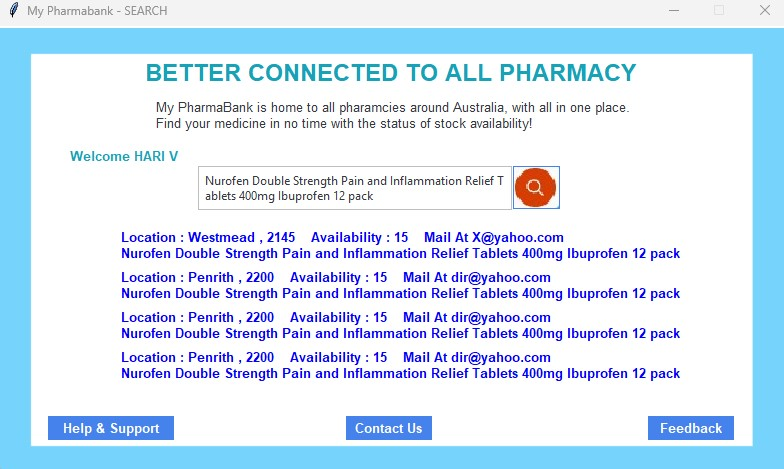 My Pharmabank - SEARCH
BETTER CONNECTED TO ALL PHARMACY
My PharmaBank is home to all pharamcies around Australia, with all in one place.
Find your medicine in no time with the status of stock availability!
Welcome HARI V
Nurofen Double Strength Pain and Inflammation Relief T
ablets 400mg Ibuprofen 12 pack
Location : Westmead , 2145 Availability : 15 Mail At X@yahoo.com
Nurofen Double Strength Pain and Inflammation Relief Tablets 400mg Ibuprofen 12 pack
Location : Penrith , 2200 Availability : 15 Mail At dir@yahoo.com
Nurofen Double Strength Pain and Inflammation Relief Tablets 400mg Ibuprofen 12 pack
Location : Penrith , 2200 Availability : 15 Mail At dir@yahoo.com
Nurofen Double Strength Pain and Inflammation Relief Tablets 400mg Ibuprofen 12 pack
Location : Penrith , 2200 Availability : 15 Mail At dir@yahoo.com
Nurofen Double Strength Pain and Inflammation Relief Tablets 400mg Ibuprofen 12 pack
Help & Support Contact Us Feedback